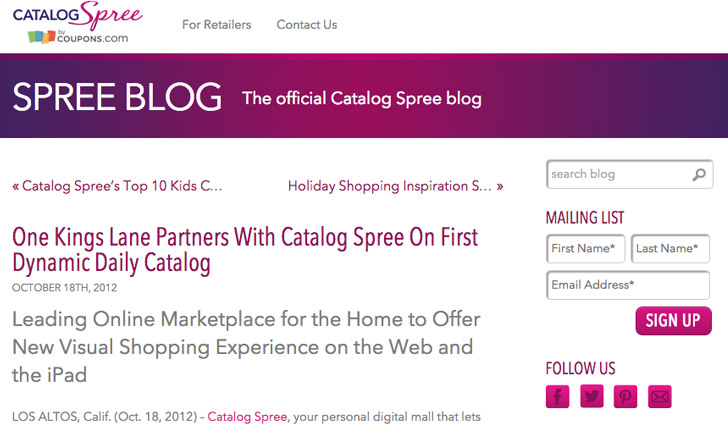 CATALOG Spree
by COUPONS.com
For Retailers
Contact Us
SPREE BLOG
The official Catalog Spree blog
« Catalog Spree’s Top 10 Kids C…
Holiday Shopping Inspiration S… »
One Kings Lane Partners With Catalog Spree On First
Dynamic Daily Catalog
OCTOBER 18TH, 2012
Leading Online Marketplace for the Home to Offer
New Visual Shopping Experience on the Web and
the iPad
LOS ALTOS, Calif. (Oct. 18, 2012) – Catalog Spree, your personal digital mall that lets
search blog
MAILING LIST
First Name*
Last Name*
Email Address*
SIGN UP
FOLLOW US